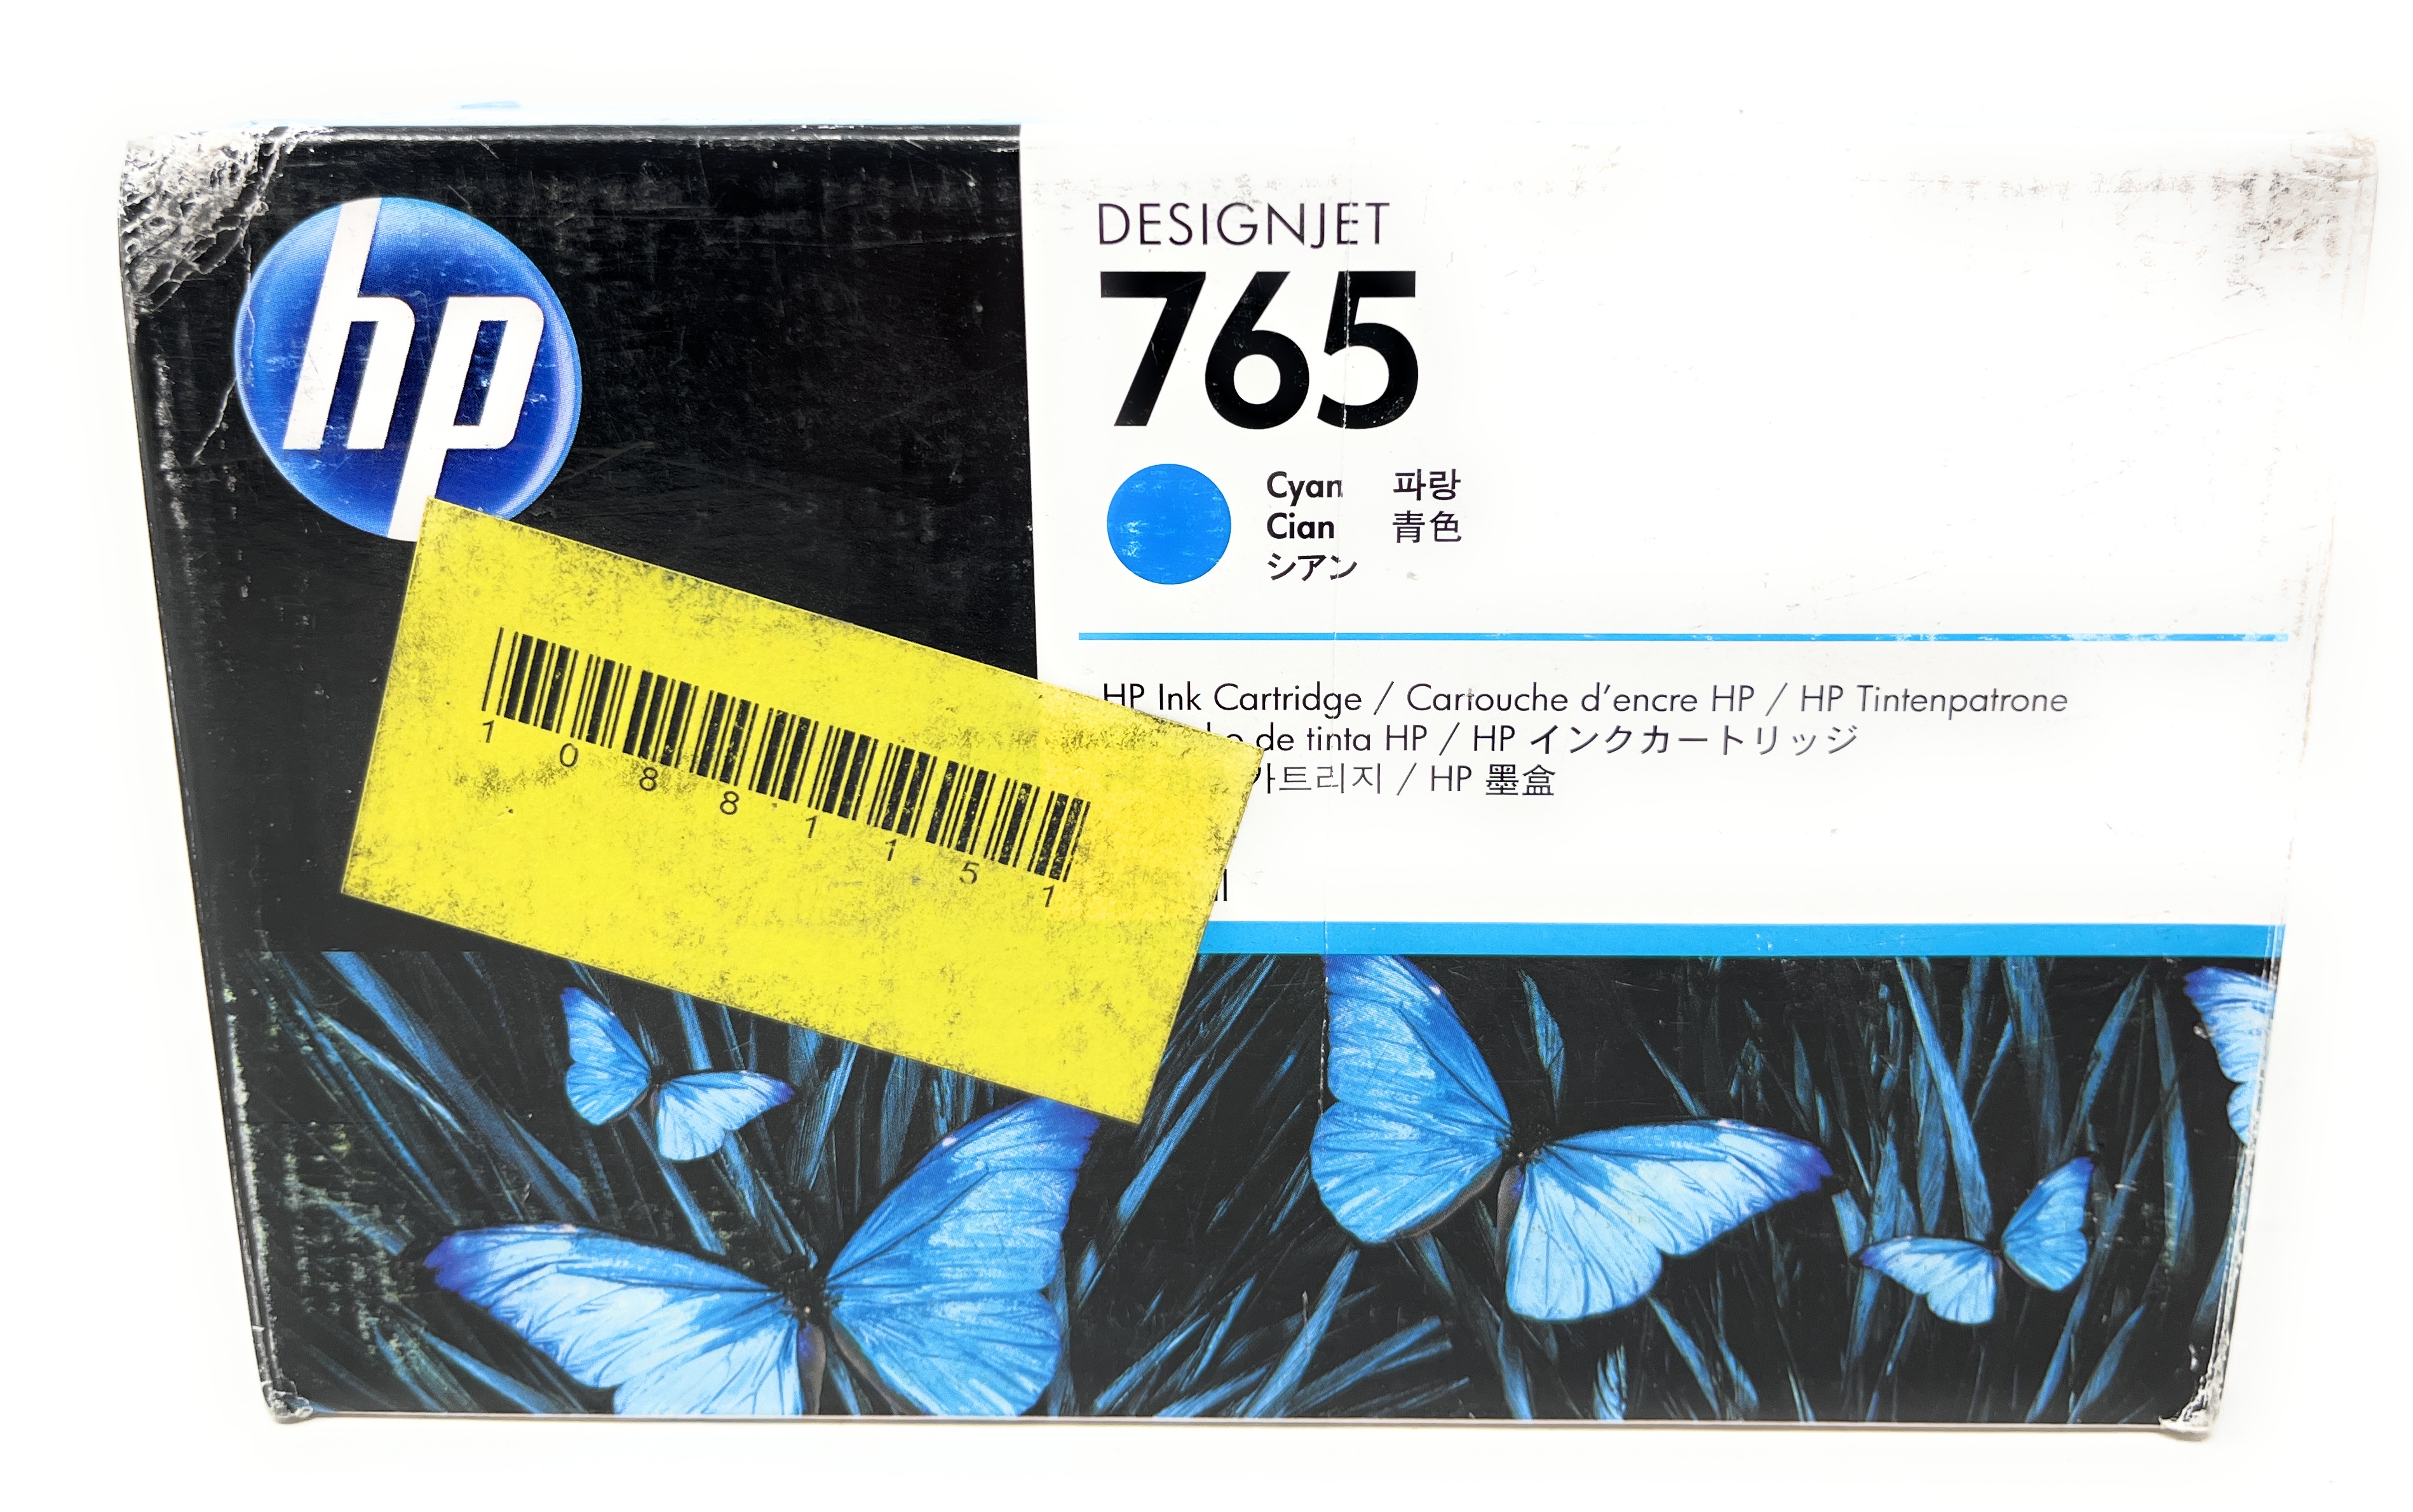 hp
DESIGNJET
765
Cyan 파랑
Cian 青色
シアン
HP Ink Cartridge / Cartouche d'encre HP / HP Tintenpatrone
de tinta HP / HP インクカートリッジ
카트리지 / HP 墨盒
1 0 8 8 1 1 5 1